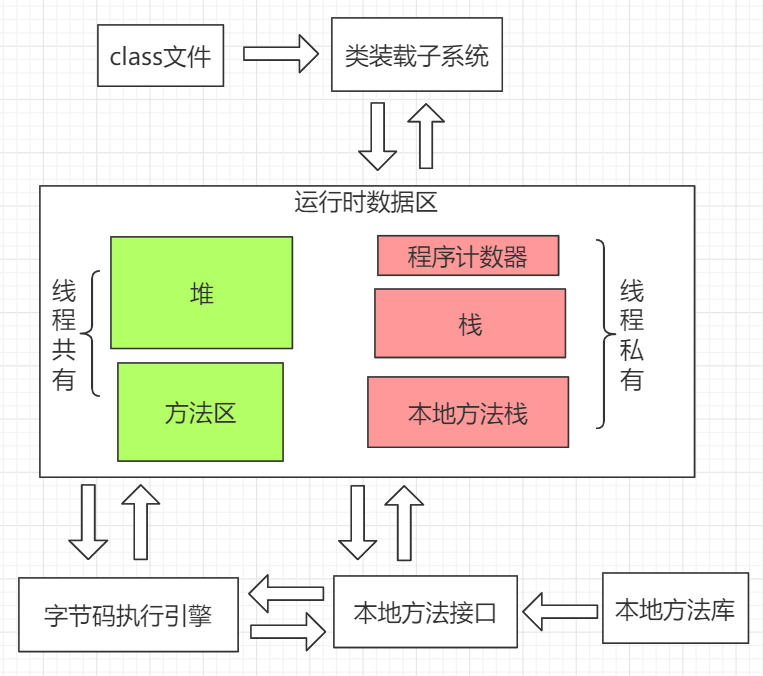 class文件
类装载子系统
运行时数据区
线程共有
堆
方法区
程序计数器
栈
本地方法栈
线程私有
字节码执行引擎
本地方法接口
本地方法库